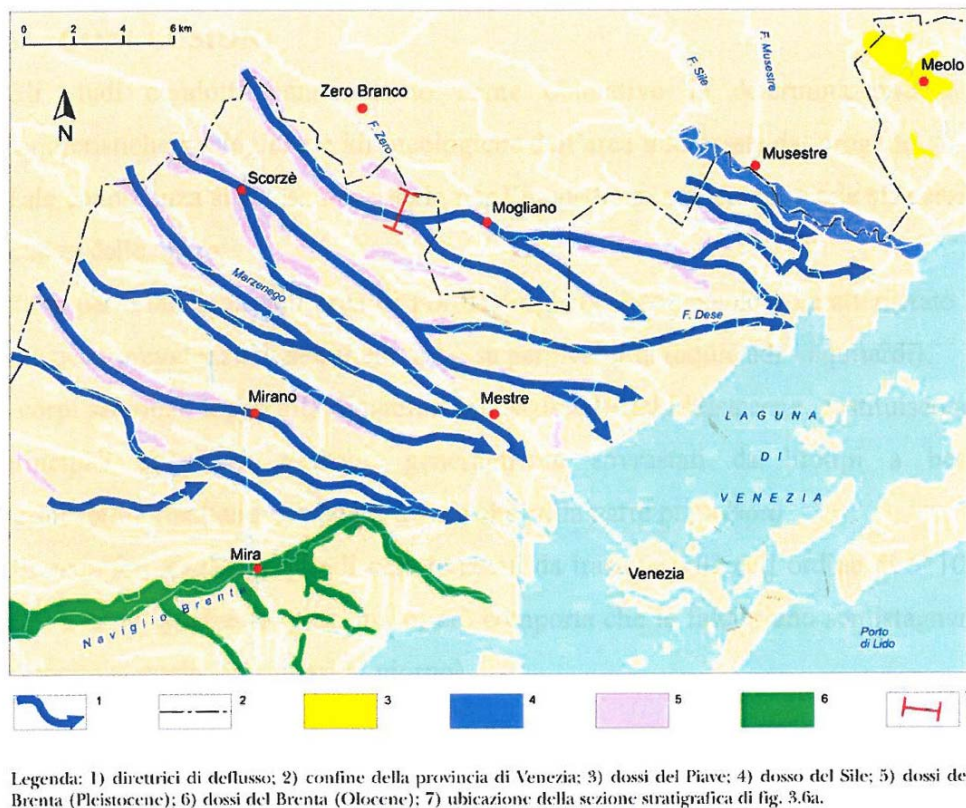 0 2 4 6 km
N
Zero Branco
F. Zero
F. Sile
F. Musestre
Meolo
Musestre
Scorzè
Mogliano
Marzenego
F. Dese
Mirano
Mestre
LAGUNA
DI
VENEZIA
Mira
Naviglio Brenta
Venezia
Porto
di Lido
1 2 3 4 5 6
Legenda: 1) direttrici di deflusso; 2) confine della provincia di Venezia; 3) dossi del Piave; 4) dosso del Sile; 5) dossi de
Brenta (Pleistocene); 6) dossi del Brenta (Olocene); 7) ubicazione della sezione stratigrafica di fig. 3.6a.